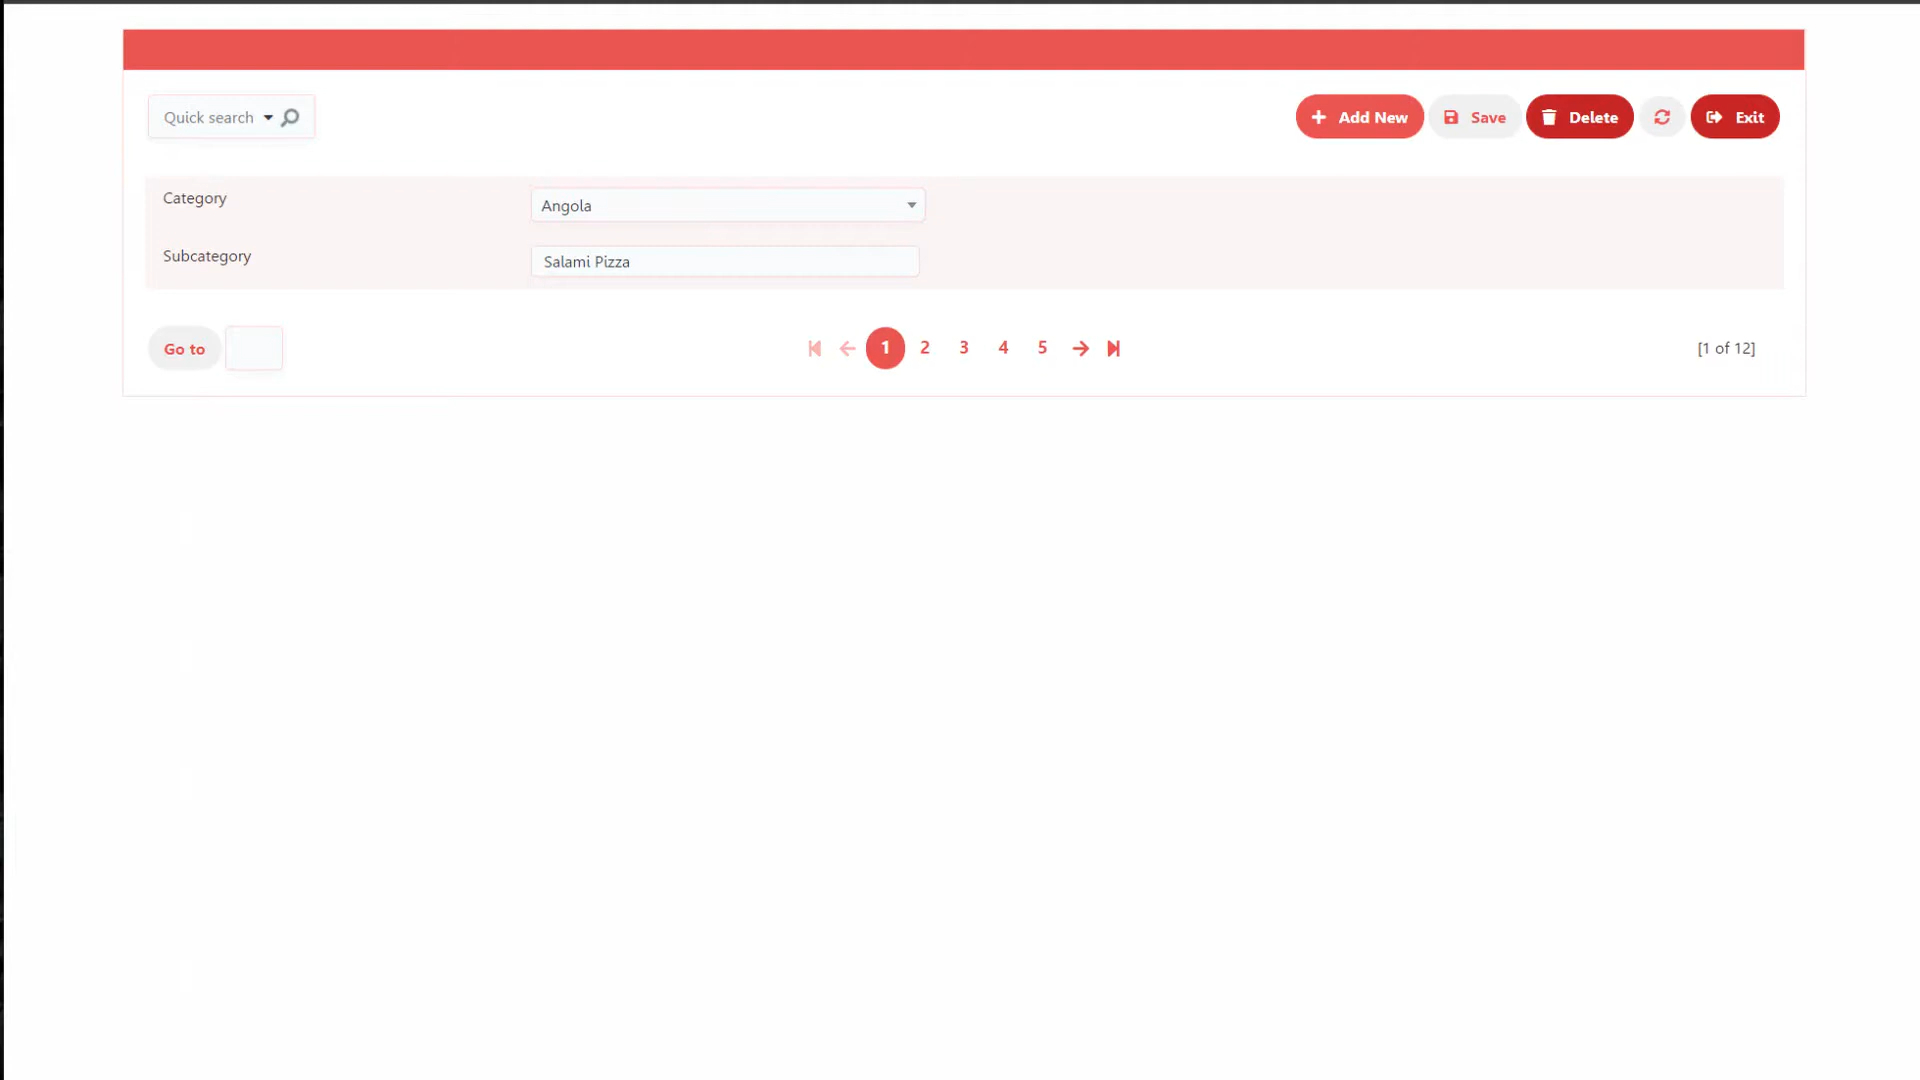 Quick search
Add New
Save
Delete
Exit
Category
Angola
Subcategory
Salami Pizza
Go to
1 2 3 4 5
[1 of 12]